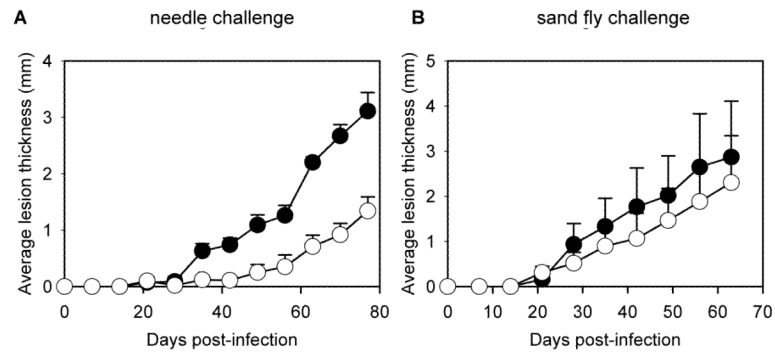 A needle challenge
Average lesion thickness (mm)
4
3
2
1
0
0 20 40 60 80
Days post-infection
B sand fly challenge
Average lesion thickness (mm)
5
4
3
2
1
0
0 10 20 30 40 50 60 70
Days post-infection